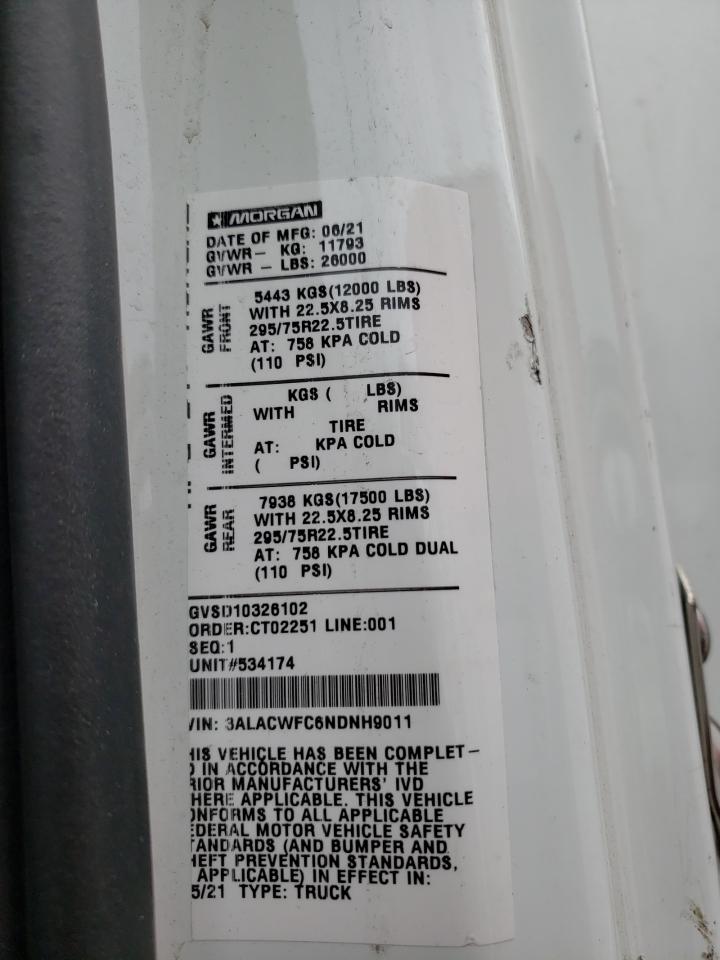 MORGAN
DATE OF MFG: 06/21
GVWR- KG: 11793
GVWR - LBS: 26000
GAWR FRONT
5443 KGS(12000 LBS)
WITH 22.5X8.25 RIMS
295/75R22.5TIRE
AT: 758 KPA COLD
(110 PSI)
GAWR INTERMED
KGS ( LBS)
WITH RIMS
TIRE
AT: KPA COLD
( PSI)
GAWR REAR
7938 KGS(17500 LBS)
WITH 22.5X8.25 RIMS
295/75R22.5TIRE
AT: 758 KPA COLD DUAL
(110 PSI)
GVSD10326102
ORDER:CT02251 LINE:001
SEQ:1
UNIT#534174
VIN: 3ALACWFC6NDNH9011
HIS VEHICLE HAS BEEN COMPLET-
D IN ACCORDANCE WITH THE
RIOR MANUFACTURERS' IVD
HERE APPLICABLE. THIS VEHICLE
ONFORMS TO ALL APPLICABLE
EDERAL MOTOR VEHICLE SAFETY
TANDARDS (AND BUMPER AND
HEFT PREVENTION STANDARDS,
APPLICABLE) IN EFFECT IN:
5/21 TYPE: TRUCK